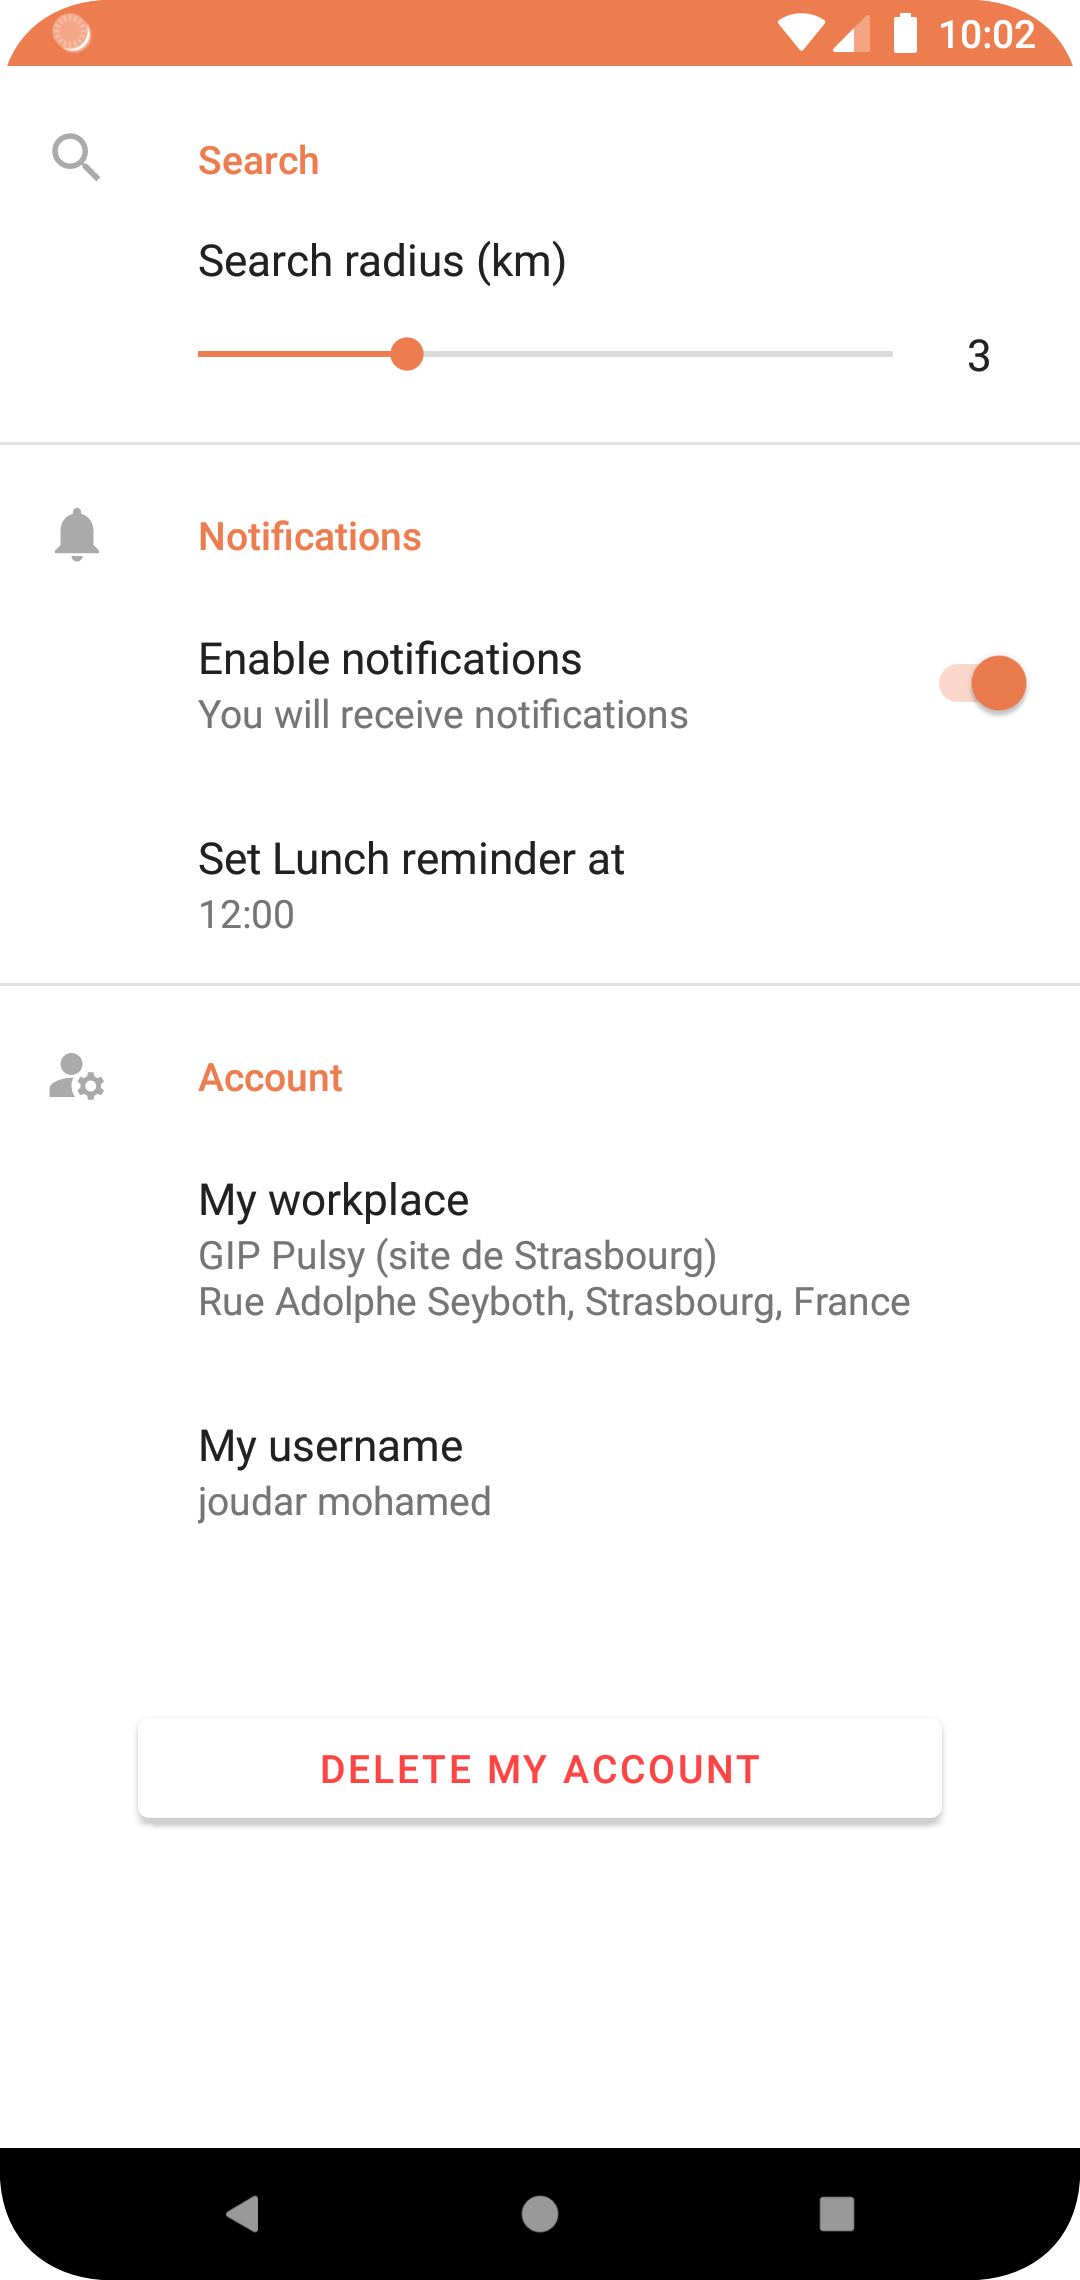 10:02
Search
Search radius (km)
3
Notifications
Enable notifications
You will receive notifications
Set Lunch reminder at
12:00
Account
My workplace
GIP Pulsy (site de Strasbourg)
Rue Adolphe Seyboth, Strasbourg, France
My username
joudar mohamed
DELETE MY ACCOUNT